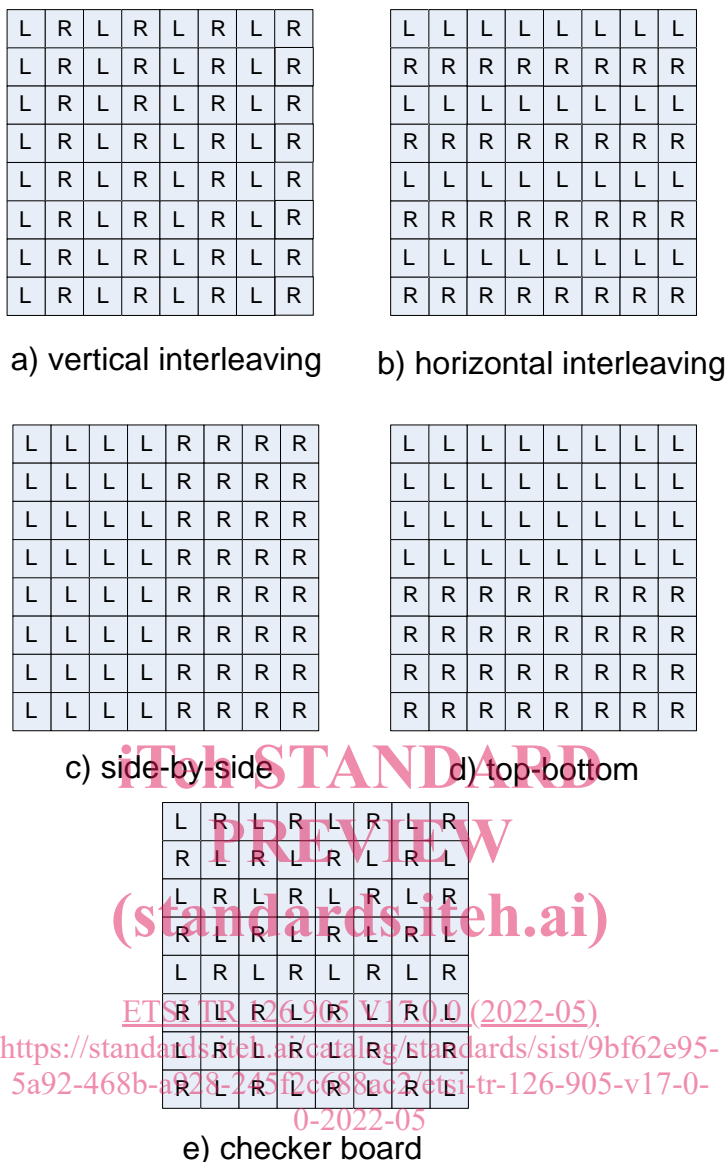 L R L R L R L R
L R L R L R L R
L R L R L R L R
L R L R L R L R
L R L R L R L R
L R L R L R L R
L R L R L R L R
L R L R L R L R
a) vertical interleaving
L L L L L L L L
R R R R R R R R
L L L L L L L L
R R R R R R R R
L L L L L L L L
R R R R R R R R
L L L L L L L L
R R R R R R R R
b) horizontal interleaving
L L L L R R R R
L L L L R R R R
L L L L R R R R
L L L L R R R R
L L L L R R R R
L L L L R R R R
L L L L R R R R
L L L L R R R R
c) side-by-side
L L L L L L L L
L L L L L L L L
L L L L L L L L
L L L L L L L L
R R R R R R R R
R R R R R R R R
R R R R R R R R
R R R R R R R R
d) top-bottom
iTeh STANDARD
PREVIEW
(standards.iteh.ai)
L R L R L R L R
R L R L R L R L
L R L R L R L R
R L R L R L R L
L R L R L R L R
R L R L R L R L
L R L R L R L R
R L R L R L R L
ETSI TR 126 905 V17.0.0 (2022-05)
https://standards.iteh.ai/catalog/standards/sist/9bf62e95-
5a92-468b-a928-245f2c688ac2/etsi-tr-126-905-v17-0-
0-2022-05
e) checker board